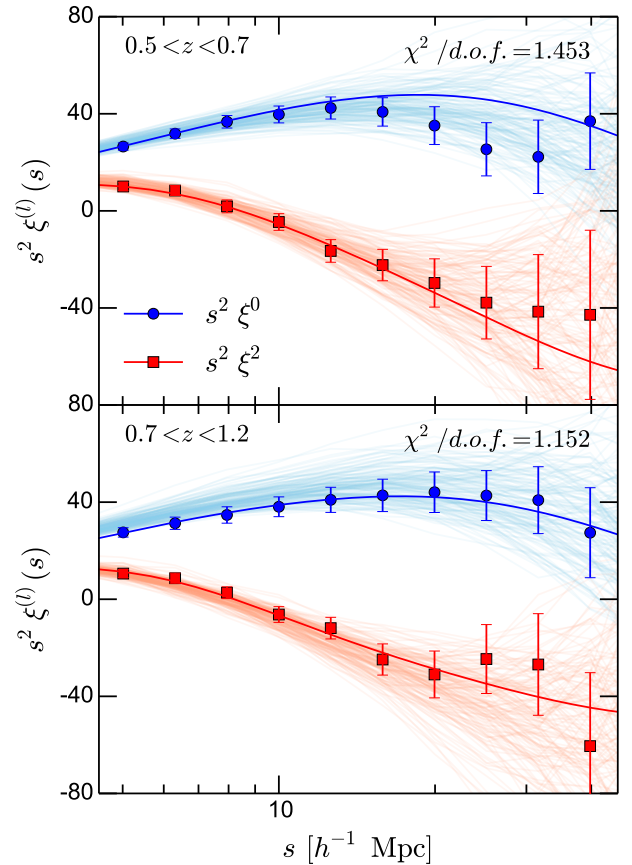 80
0.5 < z < 0.7
χ² /d.o.f. = 1.453
40
0
-40
s² ξ⁽ˡ⁾(s)
s² ξ⁰
s² ξ²
80
0.7 < z < 1.2
χ² /d.o.f. = 1.152
40
0
-40
-80
s² ξ⁽ˡ⁾(s)
10
s [h⁻¹ Mpc]